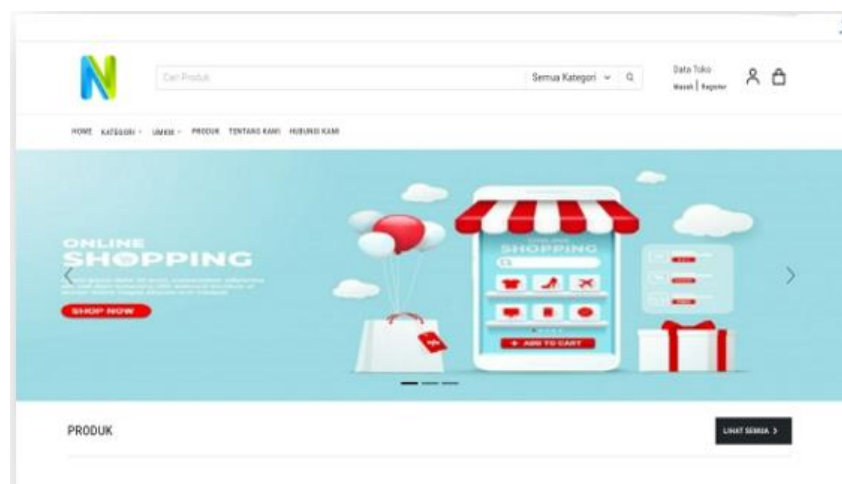 N
Cari Produk
Semua Kategori
Data Toko
Masuk | Register
HOME KATEGORI UMKM PRODUK TENTANG KAMI HUBUNGI KAMI
ONLINE
SHOPPING
SHOP NOW
ONLINE
SHOPPING
+ ADD TO CART
PRODUK
LIHAT SEMUA >